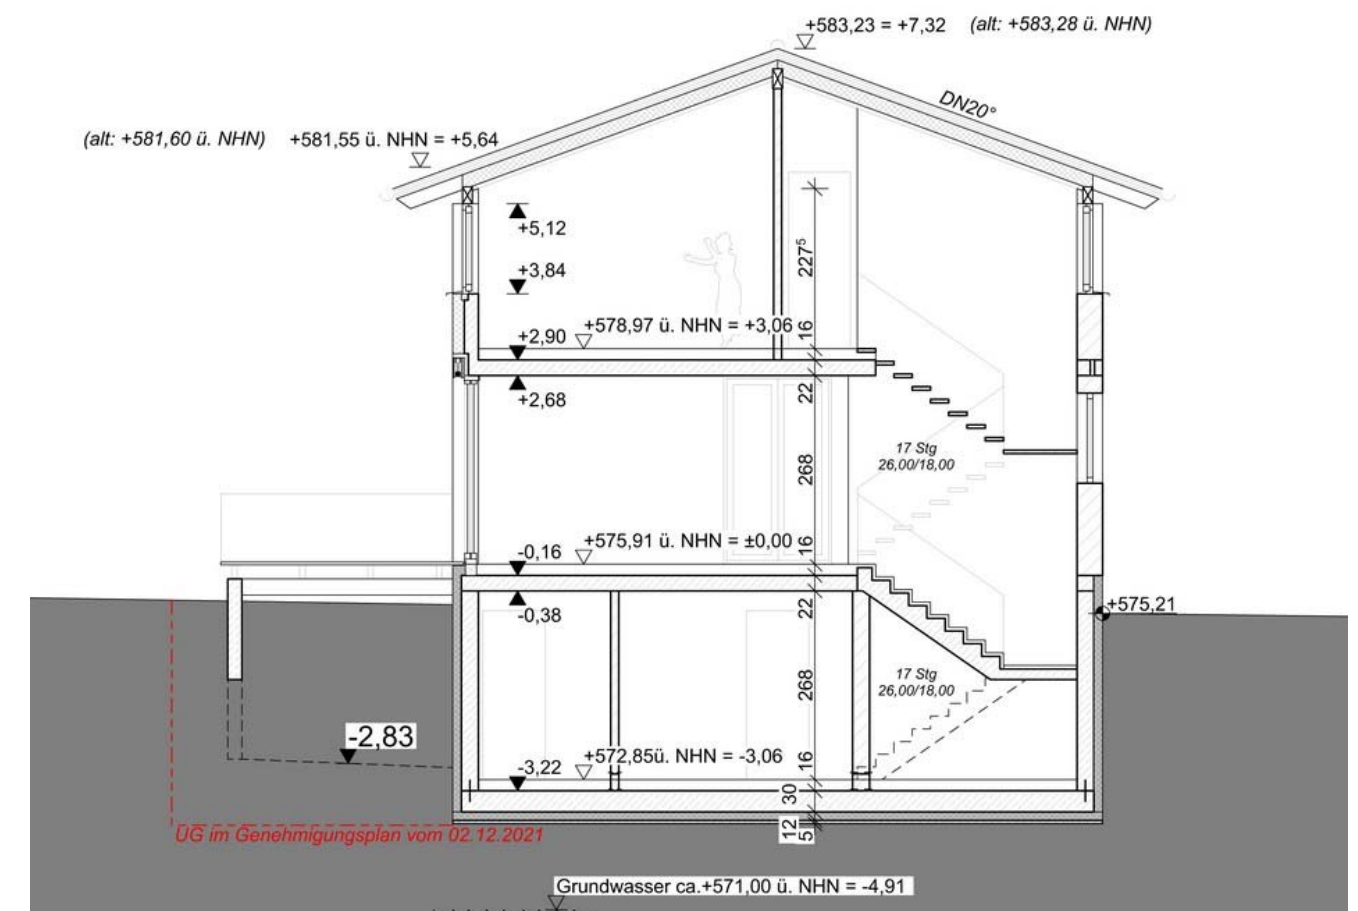 +583,23 = +7,32 (alt: +583,28 ü. NHN)
DN20°
(alt: +581,60 ü. NHN) +581,55 ü. NHN = +5,64
+5,12
227⁵
+3,84
+578,97 ü. NHN = +3,06
16
+2,90
+2,68
22
17 Stg
26,00/18,00
268
+575,91 ü. NHN = ±0,00
16
-0,16
-0,38
22
+575,21
17 Stg
26,00/18,00
268
-2,83
+572,85ü. NHN = -3,06
16
-3,22
30
12
5
ÜG im Genehmigungsplan vom 02.12.2021
Grundwasser ca.+571,00 ü. NHN = -4,91